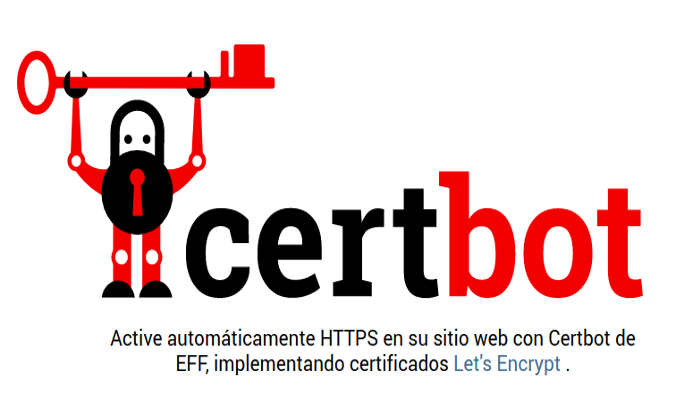 certbot
Active automáticamente HTTPS en su sitio web con Certbot de
EFF, implementando certificados Let's Encrypt .